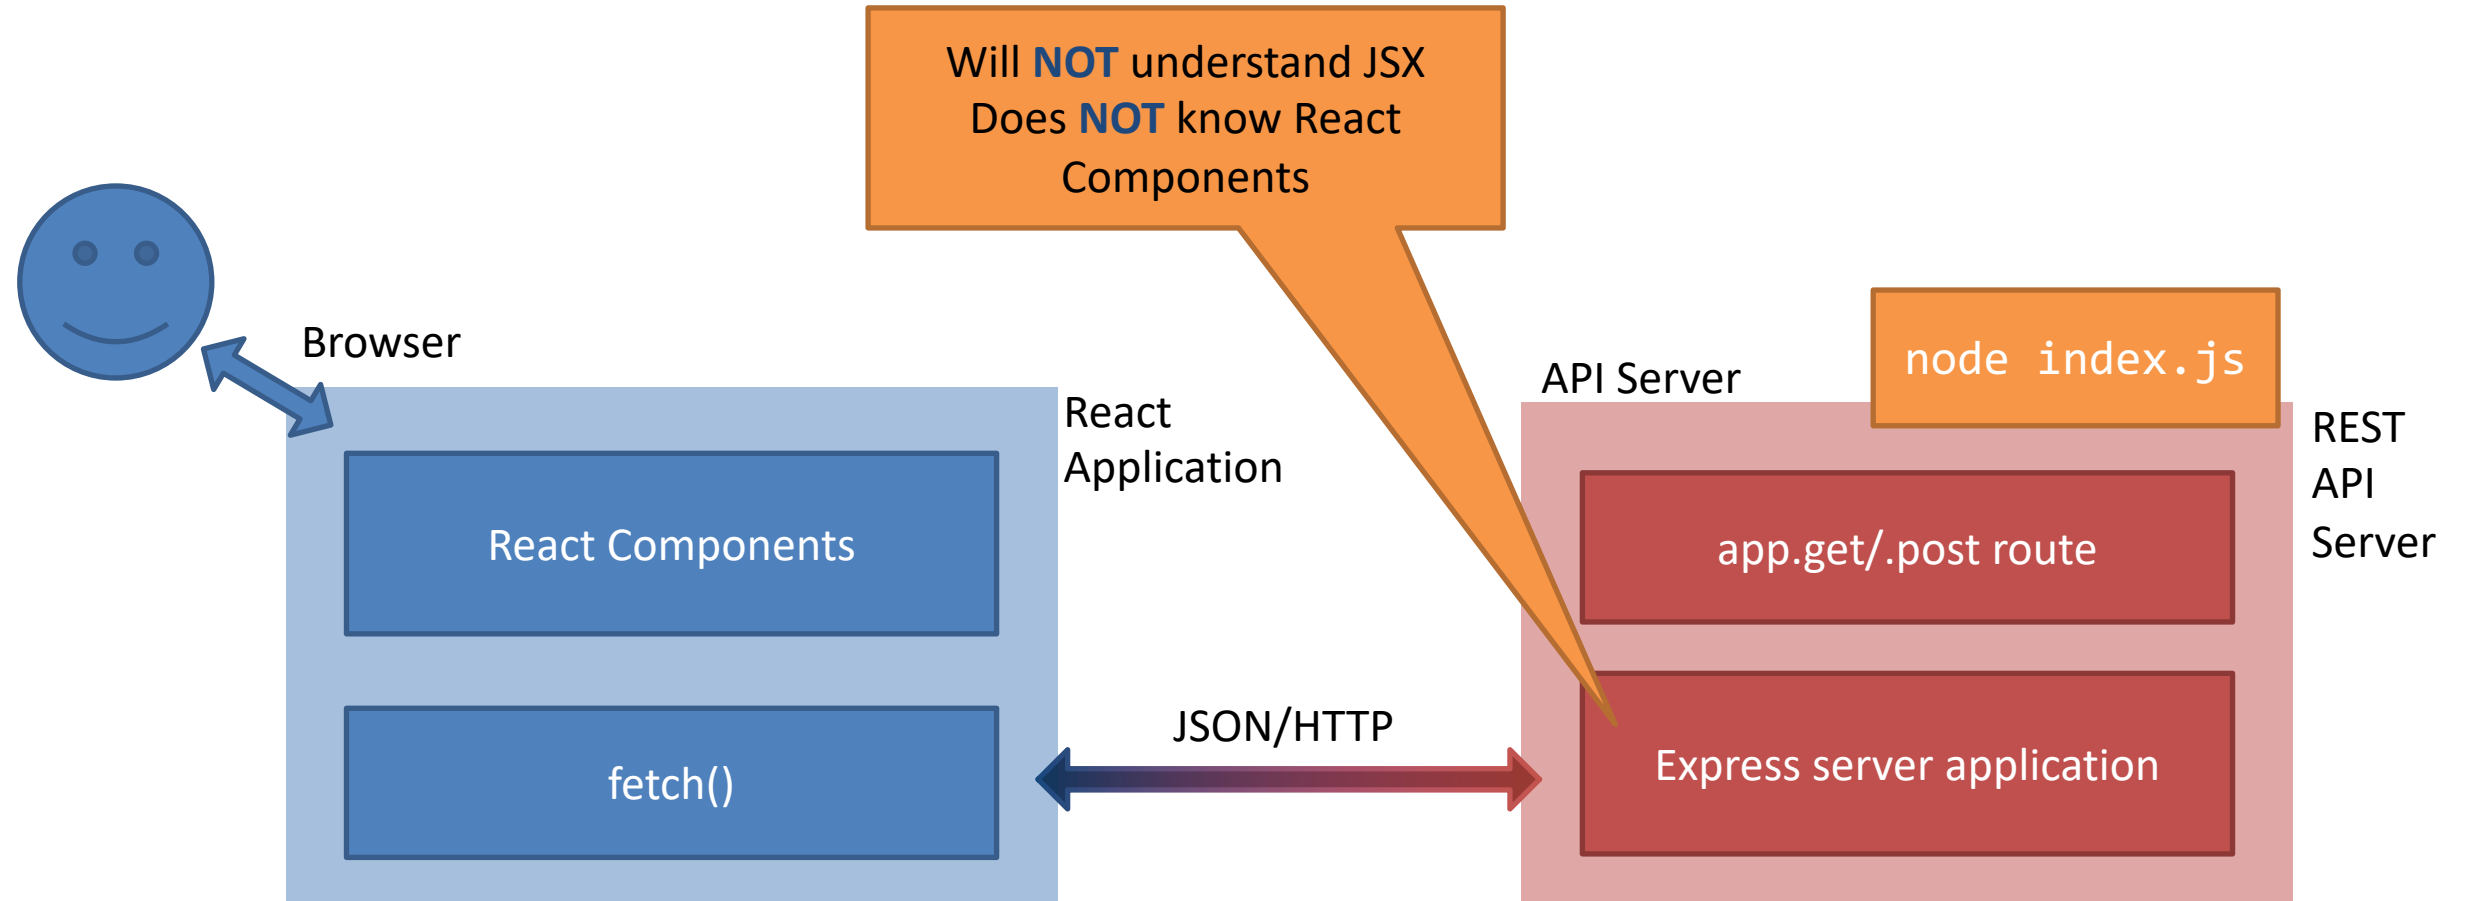 Will NOT understand JSX
Does NOT know React
Components
Browser
React
Application
React Components
fetch()
JSON/HTTP
API Server
node index.js
REST
API
Server
app.get/.post route
Express server application